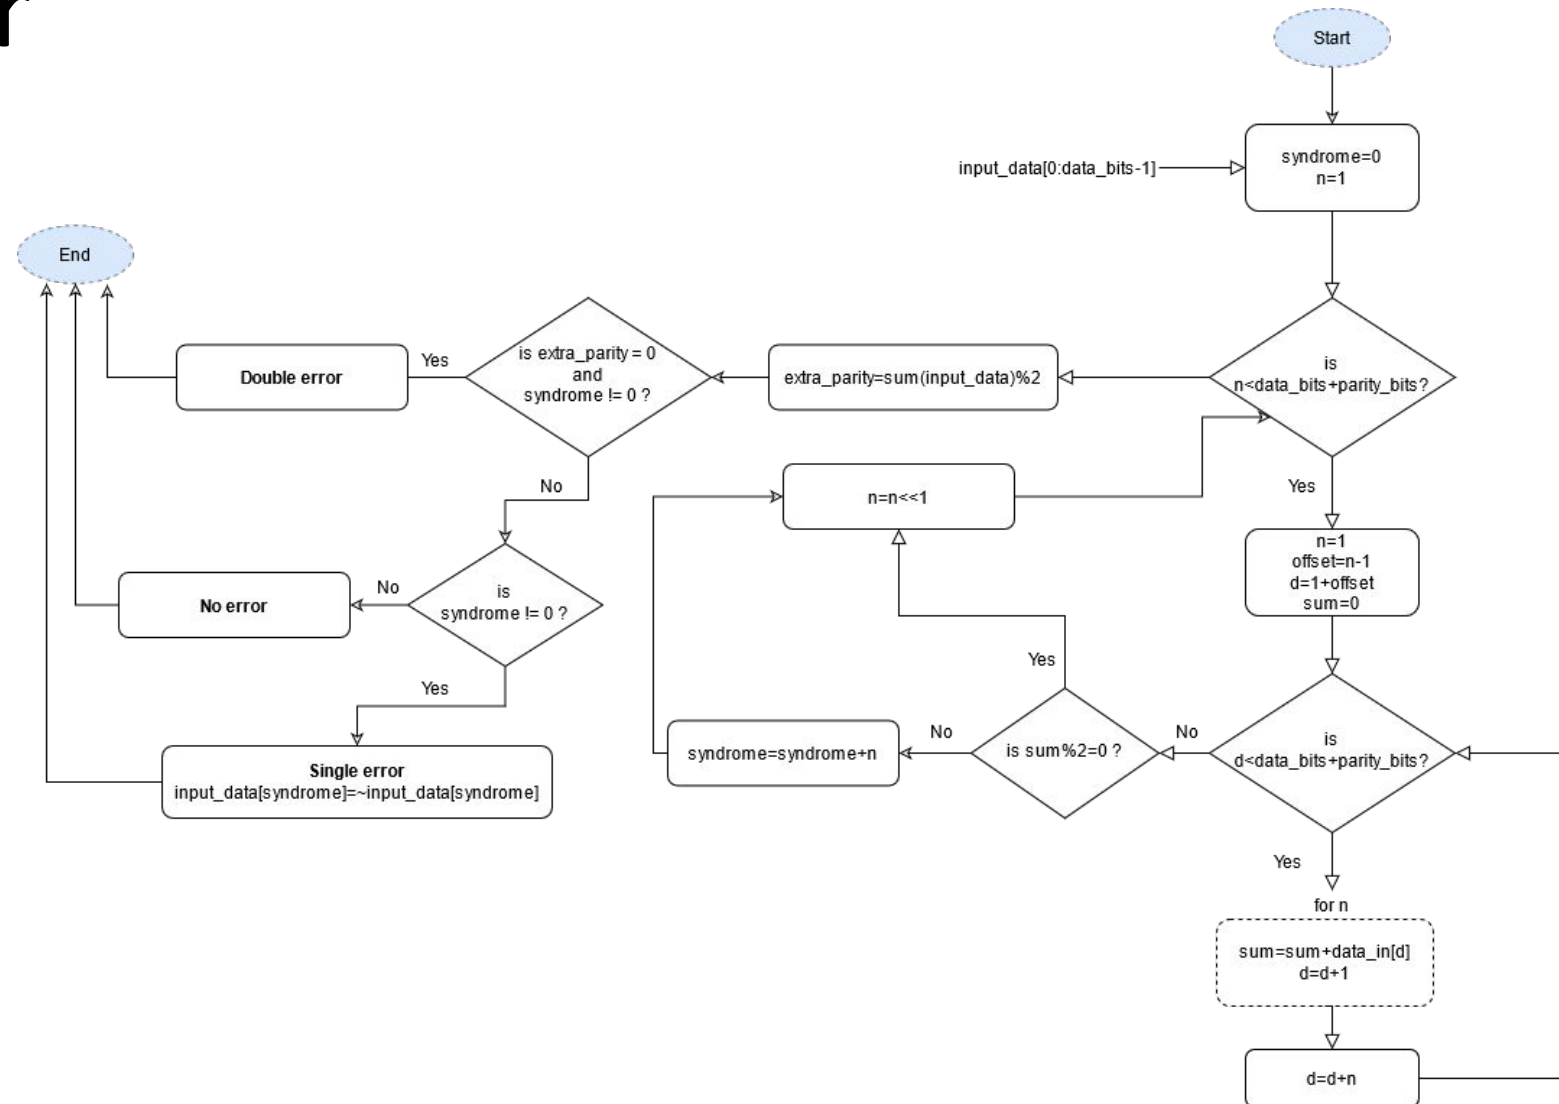 Start
syndrome=0
n=1
input_data[0:data_bits-1]
End
is
n<data_bits+parity_bits?
extra_parity=sum(input_data)%2
is extra_parity = 0
and
syndrome != 0 ?
Yes
Double error
No
n=n<<1
Yes
n=1
offset=n-1
d=1+offset
sum=0
is
syndrome != 0 ?
No
No error
Yes
Single error
input_data[syndrome]=~input_data[syndrome]
Yes
is sum%2=0 ?
No
syndrome=syndrome+n
No
is
d<data_bits+parity_bits?
Yes
for n
sum=sum+data_in[d]
d=d+1
d=d+n